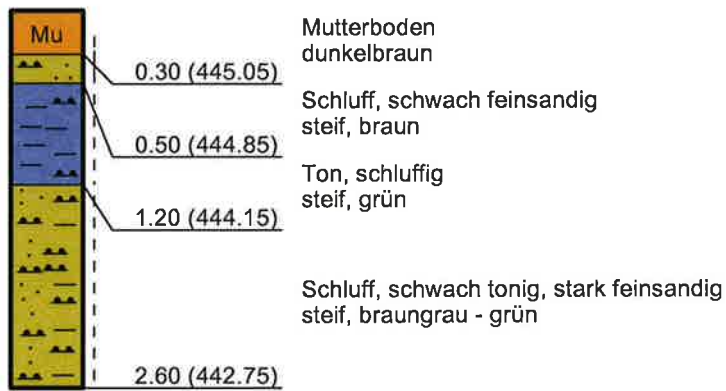 Mu
Mutterboden
dunkelbraun
0.30 (445.05)
Schluff, schwach feinsandig
steif, braun
0.50 (444.85)
Ton, schluffig
steif, grün
1.20 (444.15)
Schluff, schwach tonig, stark feinsandig
steif, braungrau - grün
2.60 (442.75)